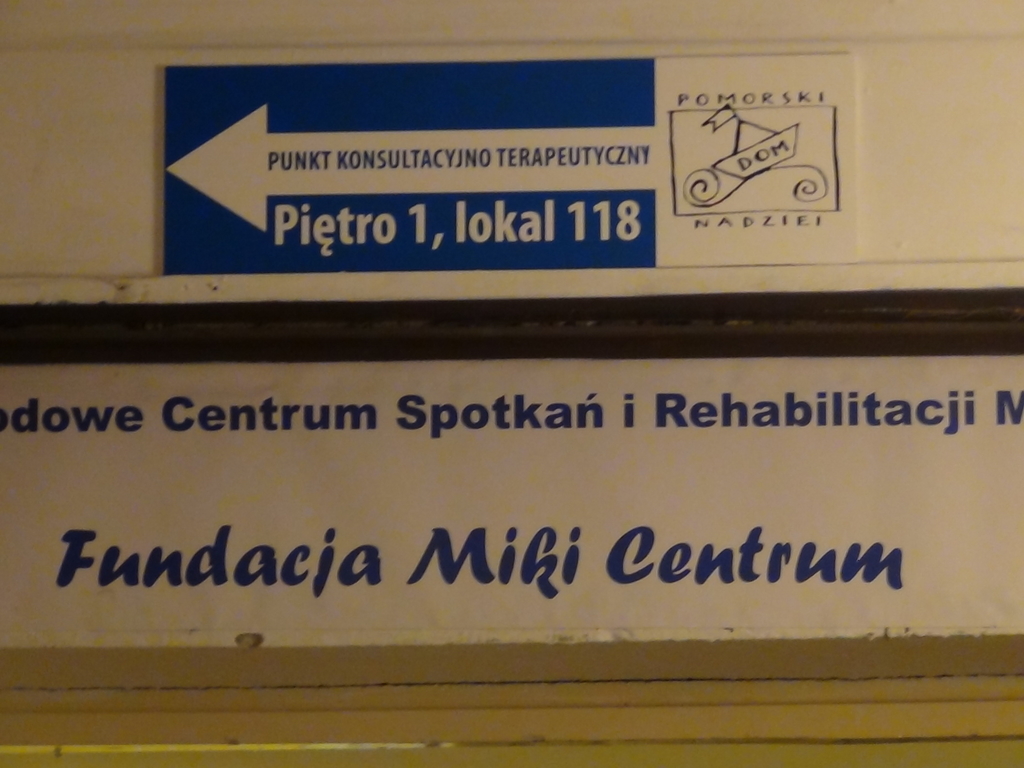 PUNKT KONSULTACYJNO TERAPEUTYCZNY
Piętro 1, lokal 118
POMORSKI
DOM
NADZIEI
odowe Centrum Spotkań i Rehabilitacji M
Fundacja Miki Centrum